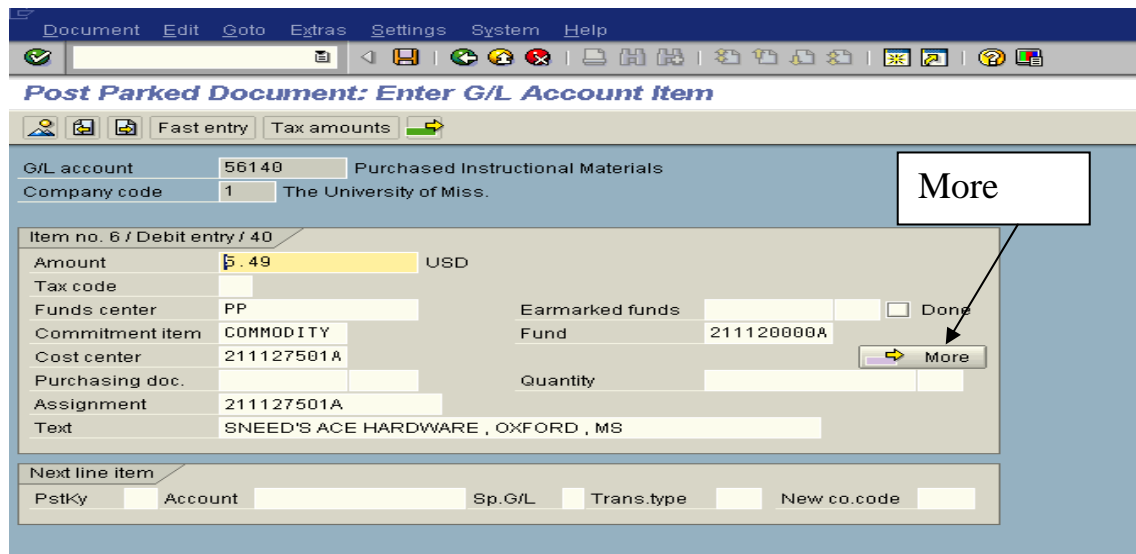 Document Edit Goto Extras Settings System Help
Post Parked Document: Enter G/L Account Item
Fast entry Tax amounts
G/L account 56140 Purchased Instructional Materials
Company code 1 The University of Miss.
More
Item no. 6 / Debit entry / 40
Amount 5.49 USD
Tax code
Funds center PP Earmarked funds Done
Commitment item COMMODITY Fund 211120000A
Cost center 211127501A More
Purchasing doc. Quantity
Assignment 211127501A
Text SNEED'S ACE HARDWARE , OXFORD , MS
Next line item
PstKy Account Sp.G/L Trans.type New co.code